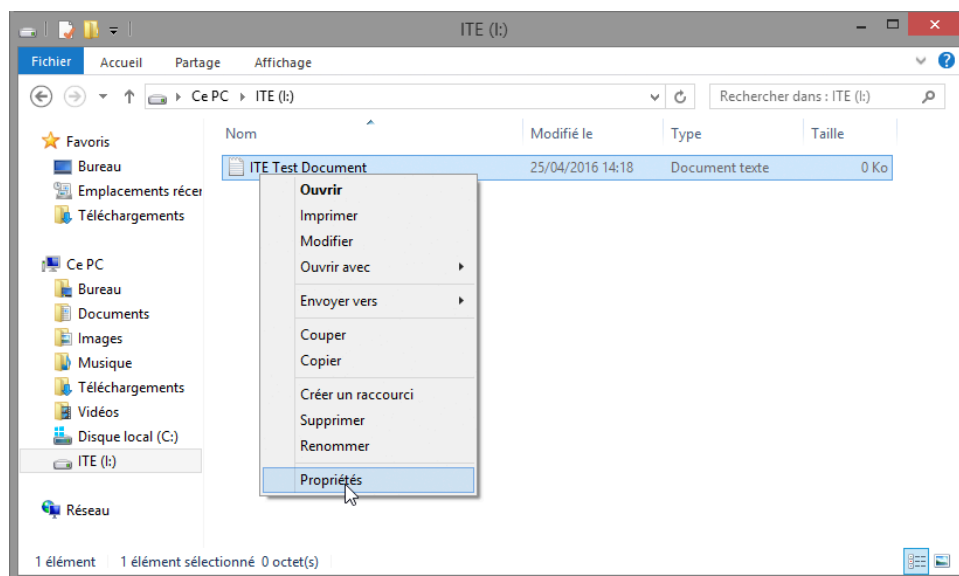 ITE (I:)
Fichier Accueil Partage Affichage
Ce PC ITE (I:) Rechercher dans : ITE (I:)
Favoris
Bureau
Emplacements récer
Téléchargements
Ce PC
Bureau
Documents
Images
Musique
Téléchargements
Vidéos
Disque local (C:)
ITE (I:)
Réseau
Nom Modifié le Type Taille
ITE Test Document 25/04/2016 14:18 Document texte 0 Ko
Ouvrir
Imprimer
Modifier
Ouvrir avec
Envoyer vers
Couper
Copier
Créer un raccourci
Supprimer
Renommer
Propriétés
1 élément 1 élément sélectionné 0 octet(s)